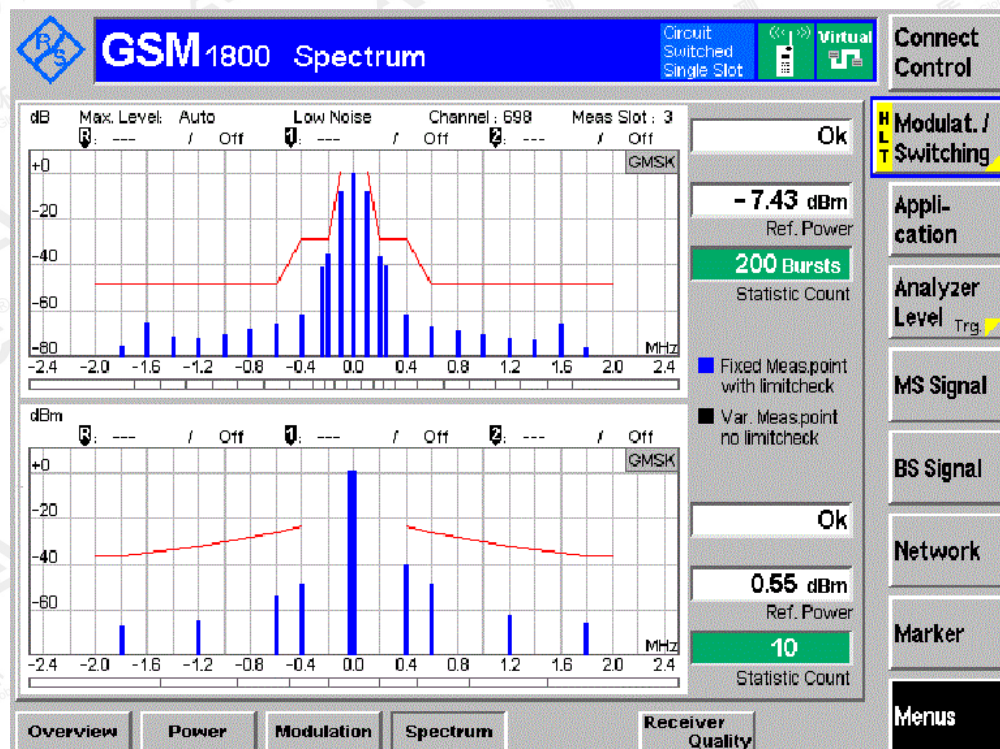 R/S
GSM 1800 Spectrum
Circuit
Switched
Single Slot
Virtual
Connect
Control
dB Max. Level: Auto Low Noise Channel : 698 Meas Slot : 3
R: --- / Off 1: --- / Off 2: --- / Off
GMSK
+0
-20
-40
-60
-80
MHz
-2.4 -2.0 -1.6 -1.2 -0.8 -0.4 0.0 0.4 0.8 1.2 1.6 2.0 2.4
Ok
-7.43 dBm
Ref. Power
200 Bursts
Statistic Count
Fixed Meas.point
with limitcheck
Var. Meas.point
no limitcheck
dBm
R: --- / Off 1: --- / Off 2: --- / Off
GMSK
+0
-20
-40
-60
MHz
-2.4 -2.0 -1.6 -1.2 -0.8 -0.4 0.0 0.4 0.8 1.2 1.6 2.0 2.4
Ok
0.55 dBm
Ref. Power
10
Statistic Count
HLT
Modulat. /
Switching
Appli-
cation
Analyzer
Level Trg.
MS Signal
BS Signal
Network
Marker
Menus
Overview
Power
Modulation
Spectrum
Receiver
Quality